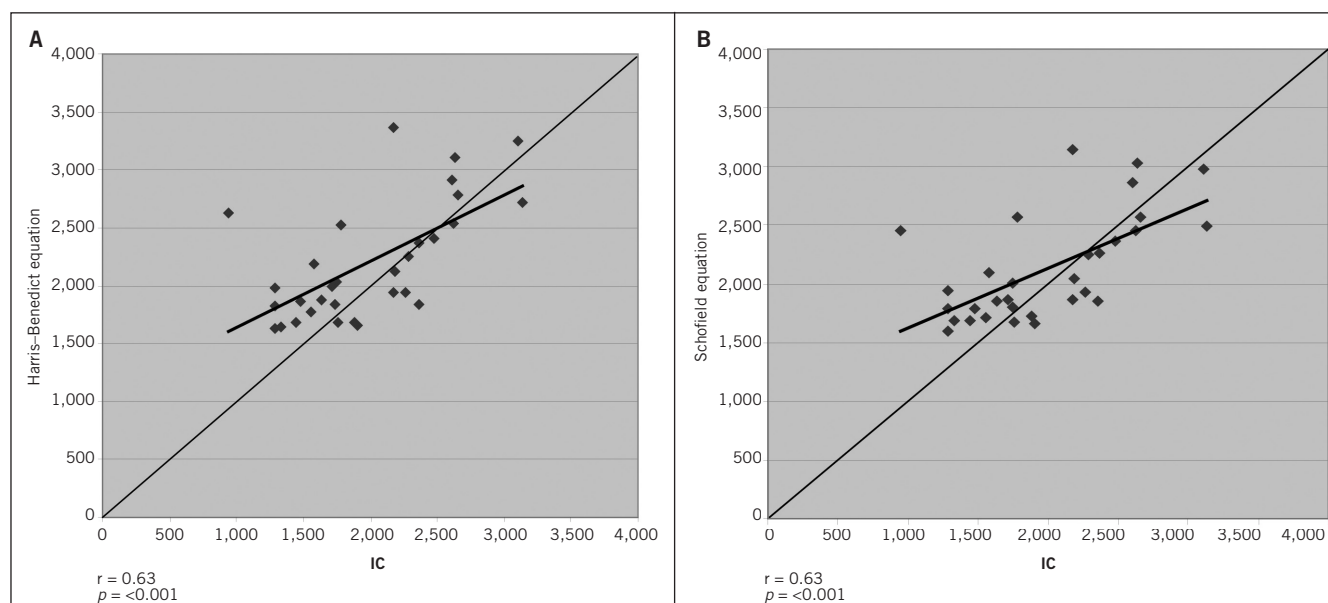 A
4,000
3,500
3,000
2,500
2,000
1,500
1,000
500
0
Harris–Benedict equation
0 500 1,000 1,500 2,000 2,500 3,000 3,500 4,000
IC
r = 0.63
p = <0.001
B
4,000
3,500
3,000
2,500
2,000
1,500
1,000
500
0
Schofield equation
0 500 1,000 1,500 2,000 2,500 3,000 3,500 4,000
IC
r = 0.63
p = <0.001